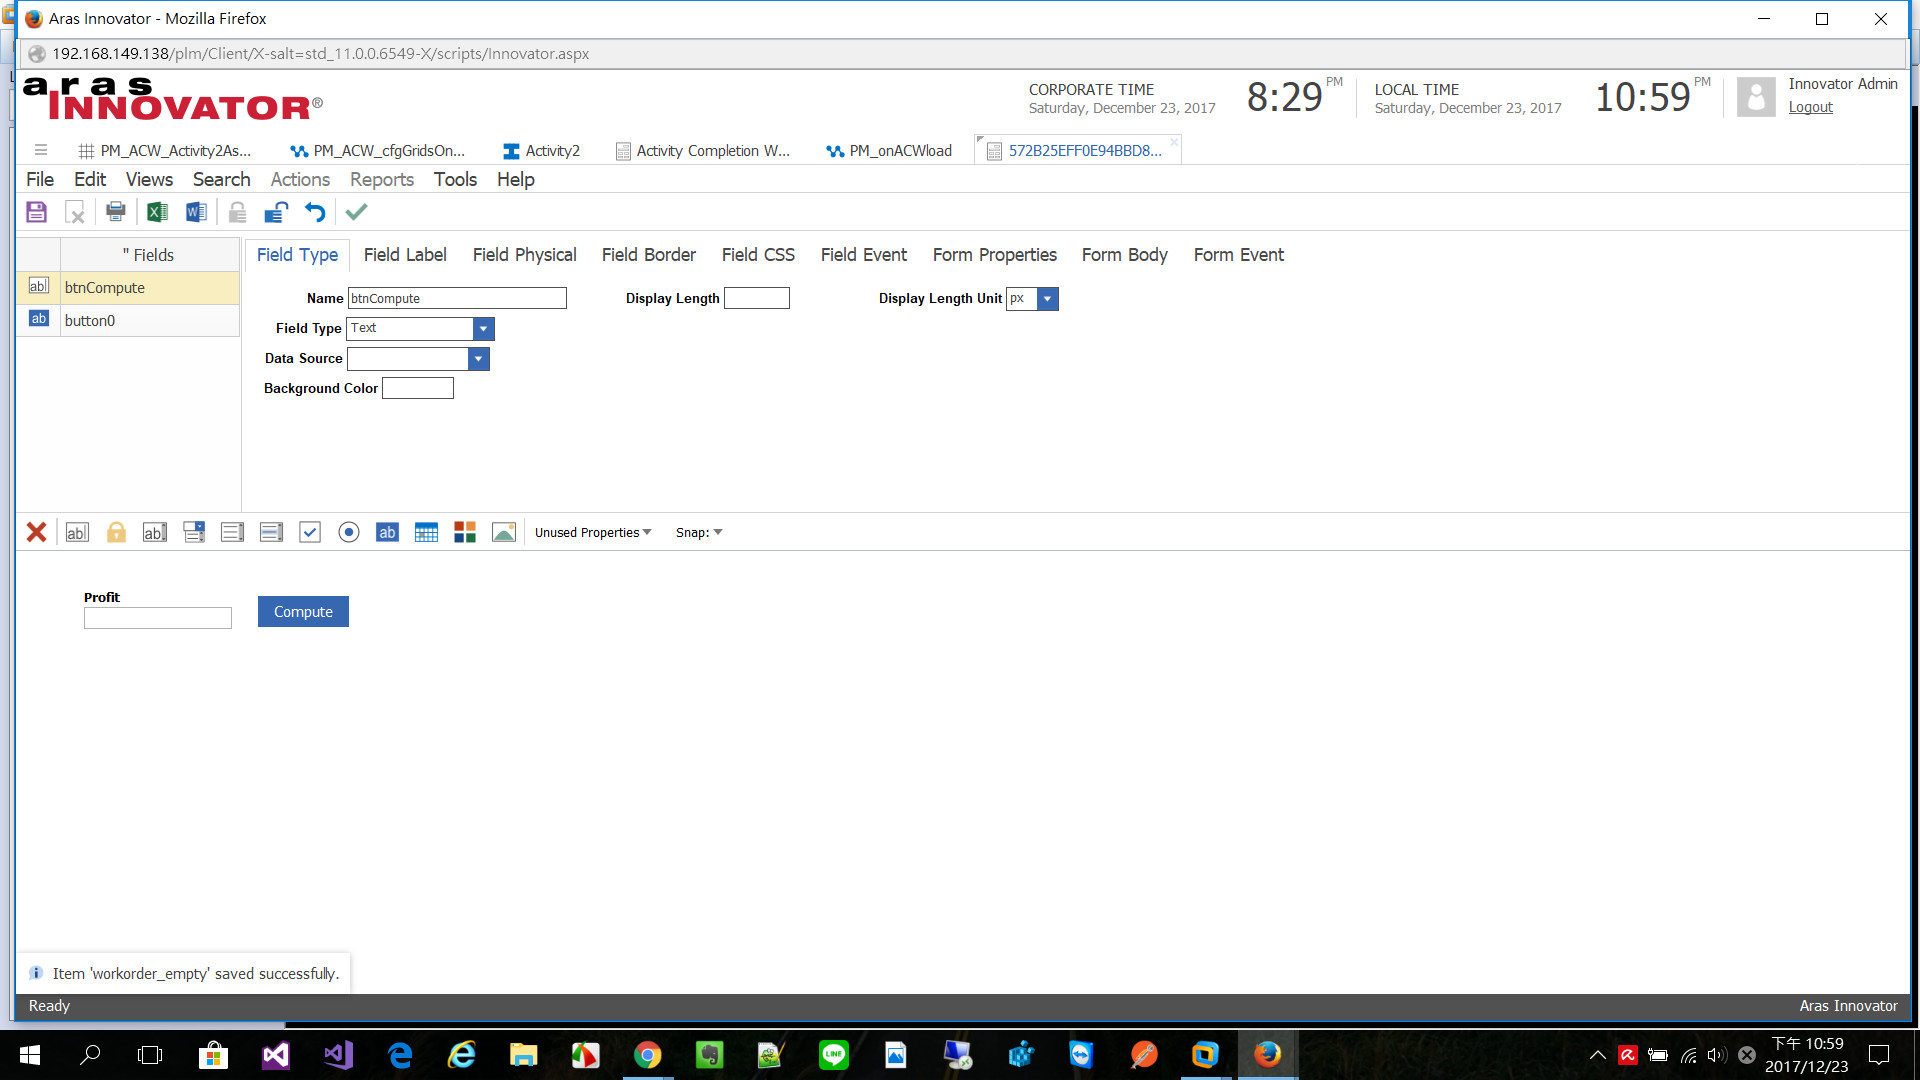 Aras Innovator - Mozilla Firefox
192.168.149.138/plm/Client/X-salt=std_11.0.0.6549-X/scripts/Innovator.aspx
aras
INNOVATOR®
CORPORATE TIME
Saturday, December 23, 2017
8:29 PM
LOCAL TIME
Saturday, December 23, 2017
10:59 PM
Innovator Admin
Logout
PM_ACW_Activity2As...
PM_ACW_cfgGridsOn...
Activity2
Activity Completion W...
PM_onACWload
572B25EFF0E94BBD8...
File Edit Views Search Actions Reports Tools Help
" Fields
btnCompute
button0
Field Type Field Label Field Physical Field Border Field CSS Field Event Form Properties Form Body Form Event
Name btnCompute Display Length Display Length Unit px
Field Type Text
Data Source
Background Color
Unused Properties Snap:
Profit
Compute
Item 'workorder_empty' saved successfully.
Ready
Aras Innovator
下午 10:59
2017/12/23